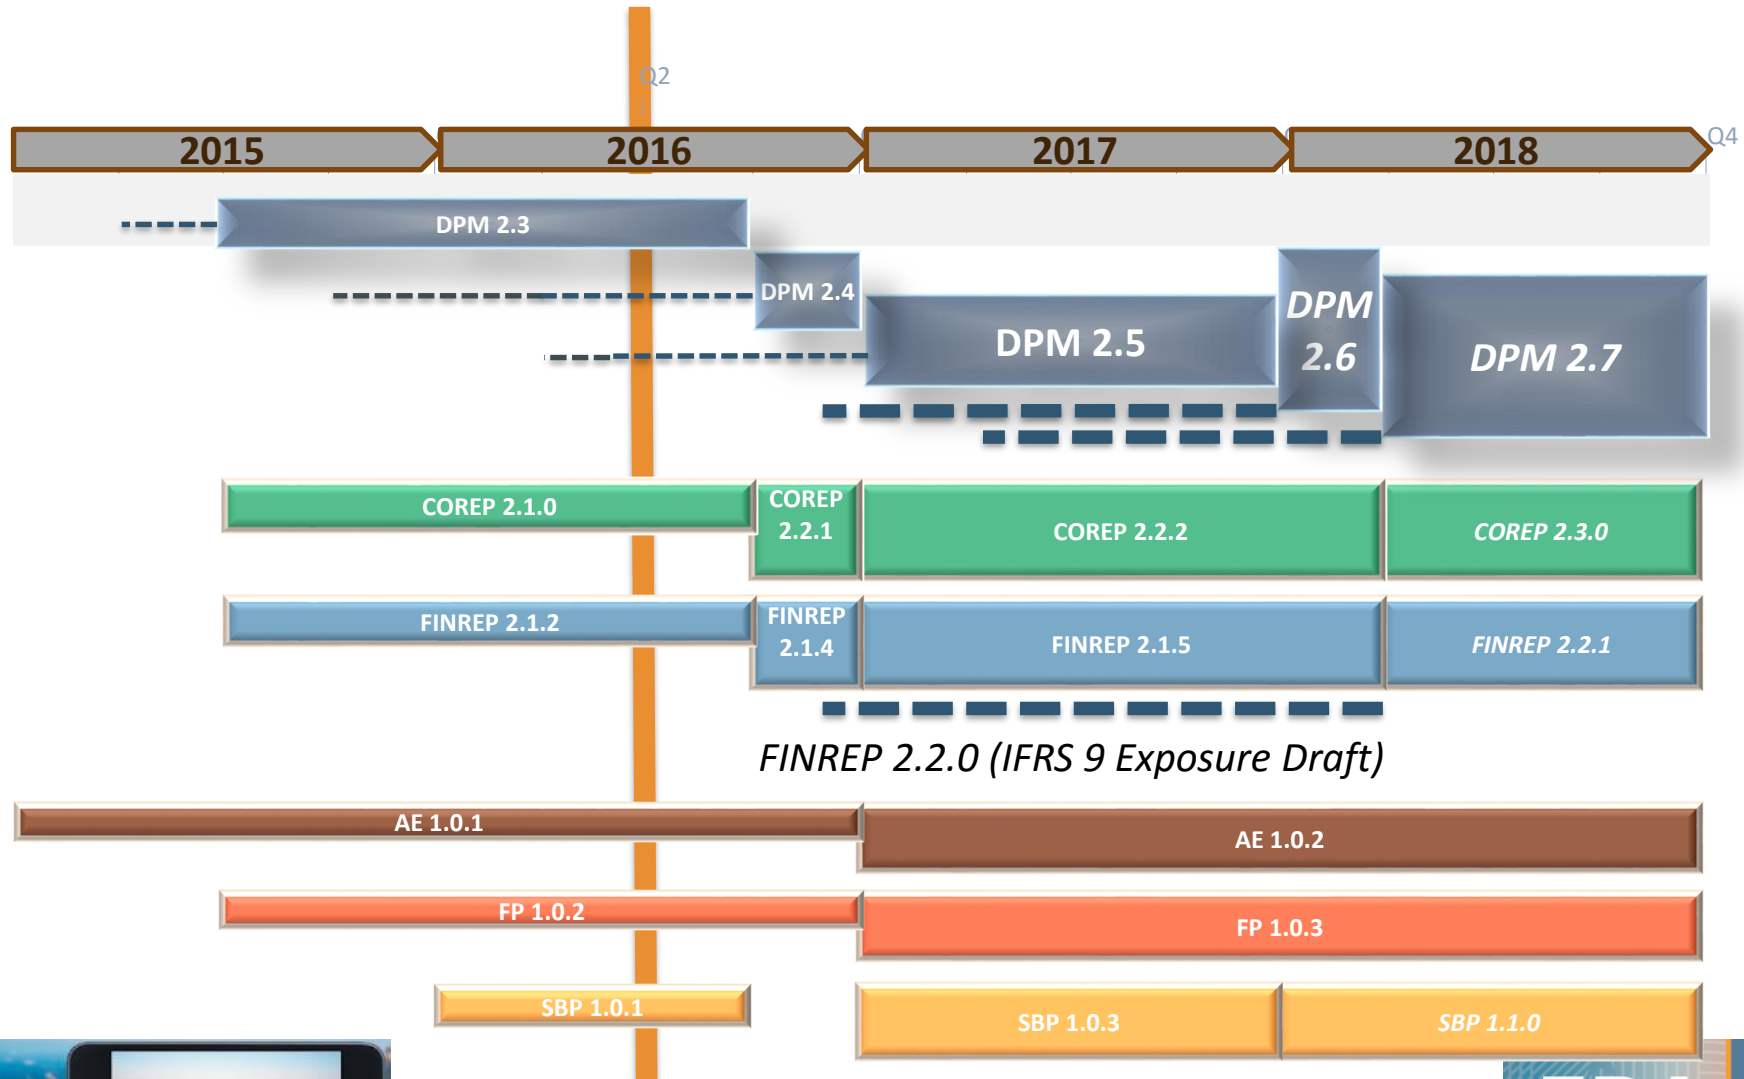 Q2
2015
2016
2017
2018
Q4
DPM 2.3
DPM 2.4
DPM 2.5
DPM
2.6
DPM 2.7
COREP 2.1.0
COREP
2.2.1
COREP 2.2.2
COREP 2.3.0
FINREP 2.1.2
FINREP
2.1.4
FINREP 2.1.5
FINREP 2.2.1
FINREP 2.2.0 (IFRS 9 Exposure Draft)
AE 1.0.1
AE 1.0.2
FP 1.0.2
FP 1.0.3
SBP 1.0.1
SBP 1.0.3
SBP 1.1.0